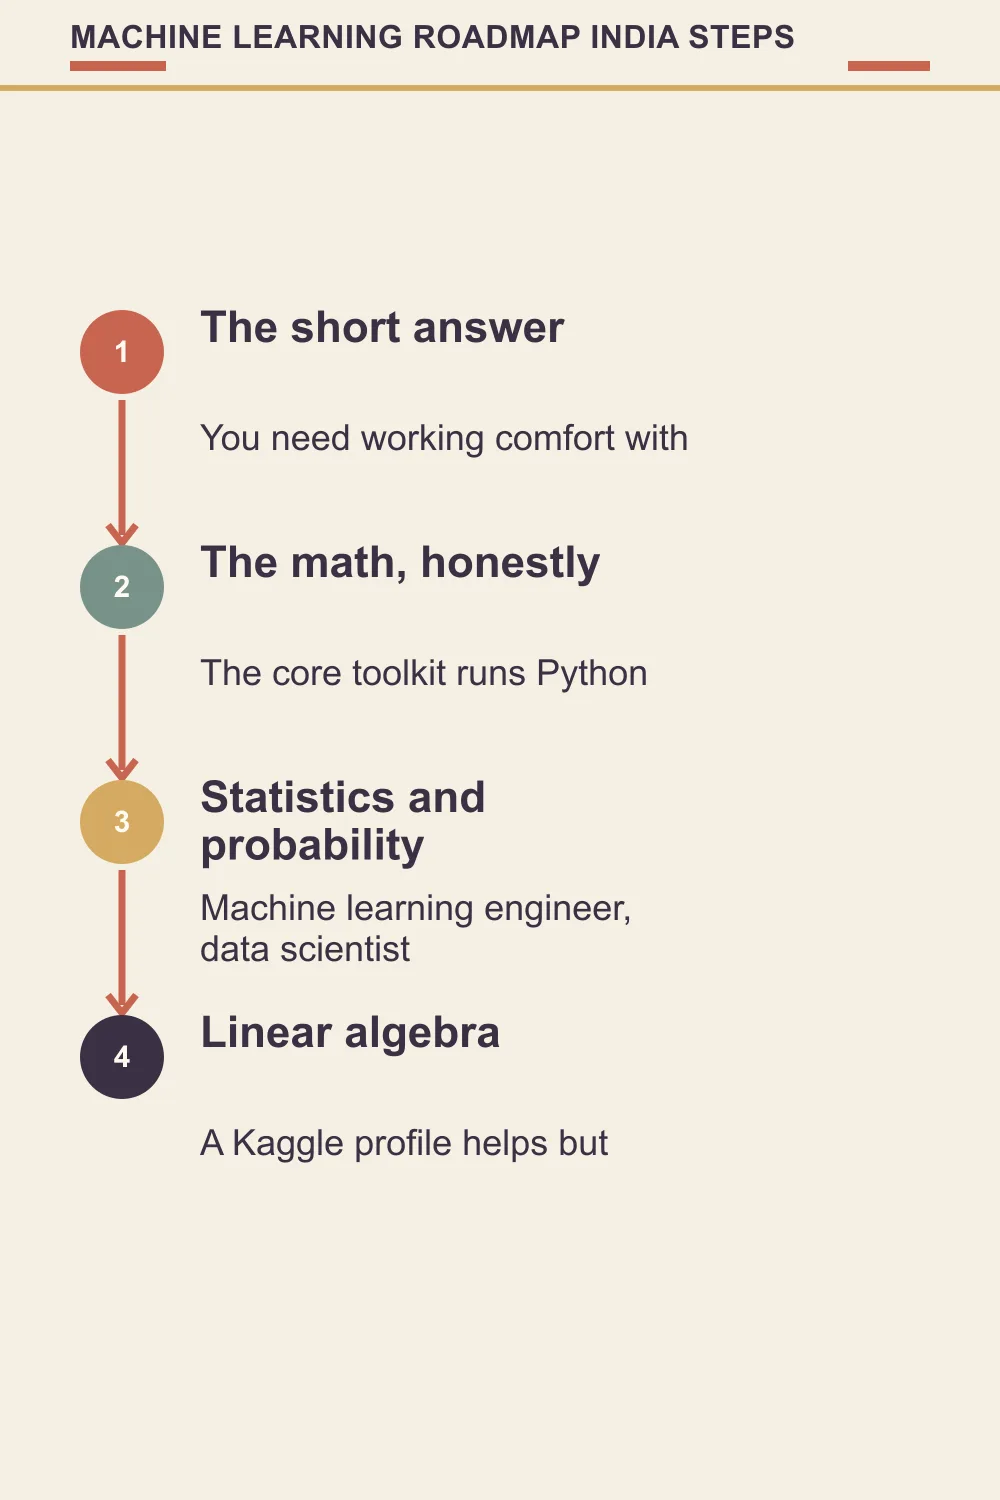 MACHINE LEARNING ROADMAP INDIA STEPS
1
The short answer
You need working comfort with
2
The math, honestly
The core toolkit runs Python
3
Statistics and
probability
Machine learning engineer,
data scientist
4
Linear algebra
A Kaggle profile helps but